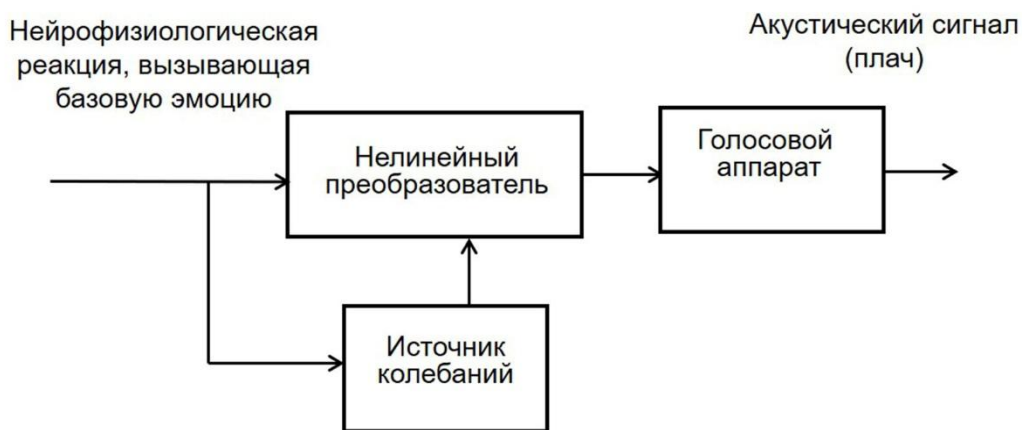 Нейрофизиологическая
реакция, вызывающая
базовую эмоцию
Акустический сигнал
(плач)
Нелинейный
преобразователь
Голосовой
аппарат
Источник
колебаний